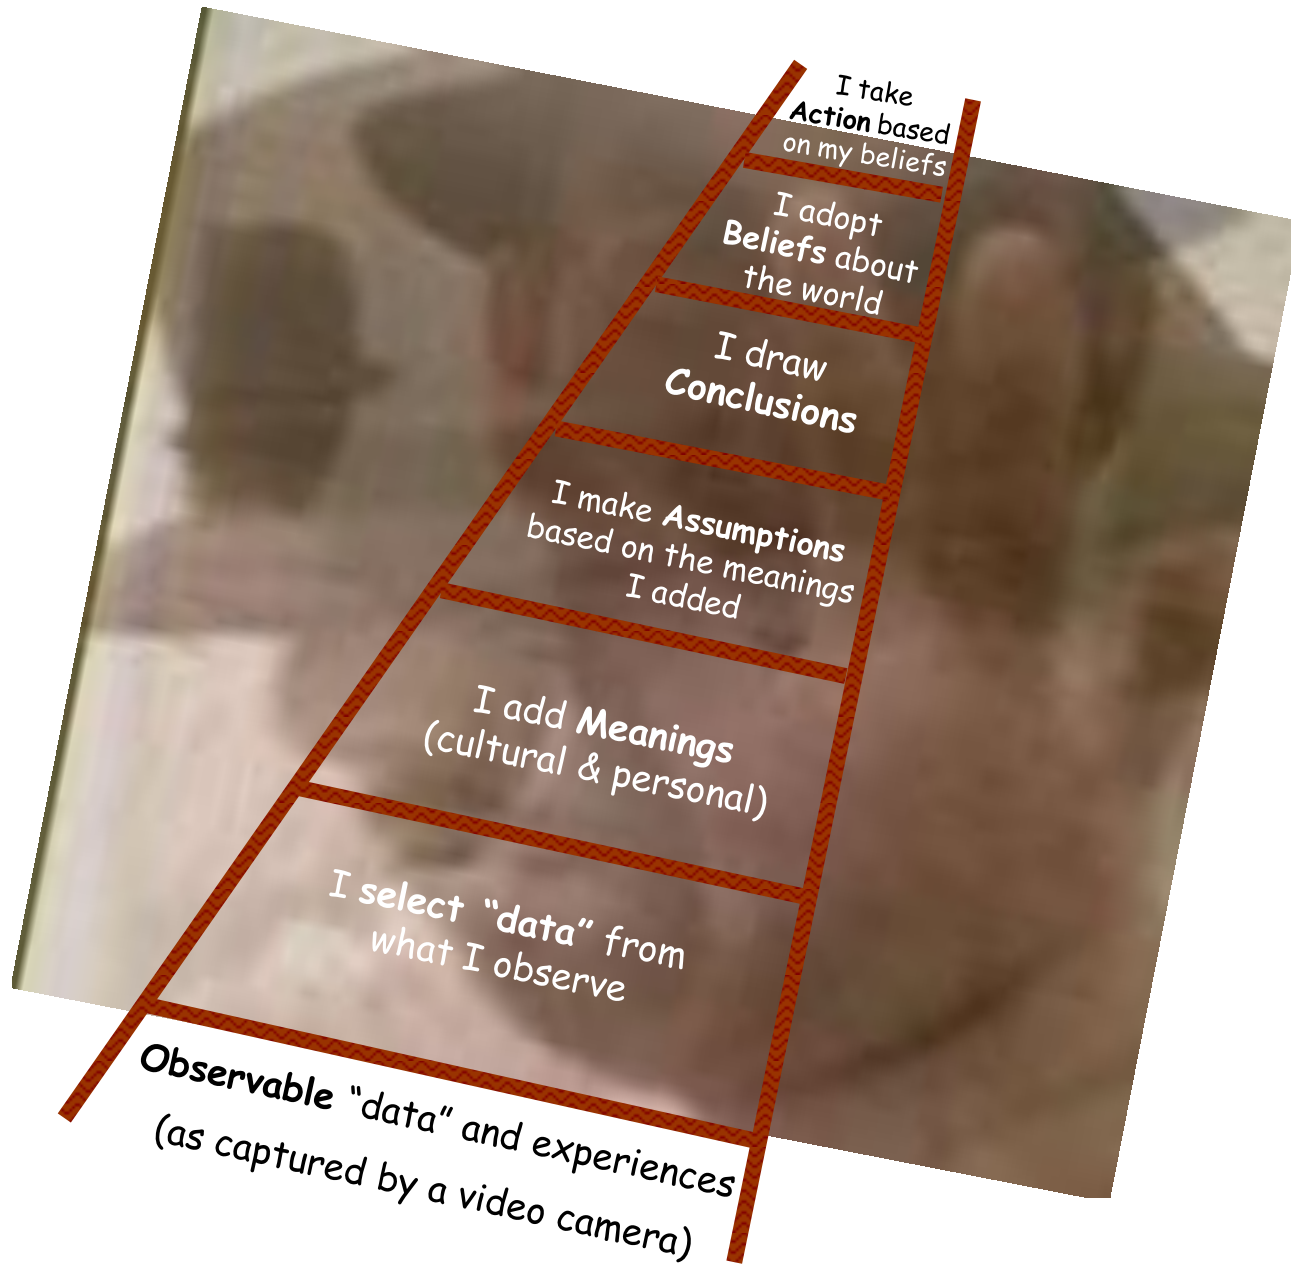 I take
Action based
on my beliefs
I adopt
Beliefs about
the world
I draw
Conclusions
I make Assumptions
based on the meanings
I added
I add Meanings
(cultural & personal)
I select “data” from
what I observe
Observable “data” and experiences
(as captured by a video camera)